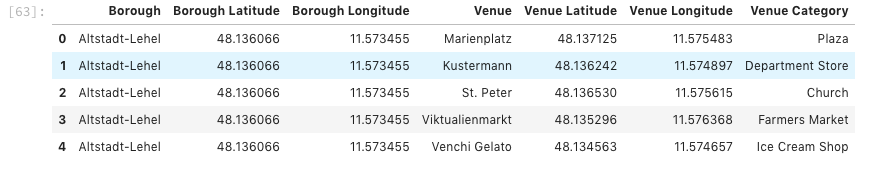 [63]: Borough Borough Latitude Borough Longitude Venue Venue Latitude Venue Longitude Venue Category
0 Altstadt-Lehel 48.136066 11.573455 Marienplatz 48.137125 11.575483 Plaza
1 Altstadt-Lehel 48.136066 11.573455 Kustermann 48.136242 11.574897 Department Store
2 Altstadt-Lehel 48.136066 11.573455 St. Peter 48.136530 11.575615 Church
3 Altstadt-Lehel 48.136066 11.573455 Viktualienmarkt 48.135296 11.576368 Farmers Market
4 Altstadt-Lehel 48.136066 11.573455 Venchi Gelato 48.134563 11.574657 Ice Cream Shop